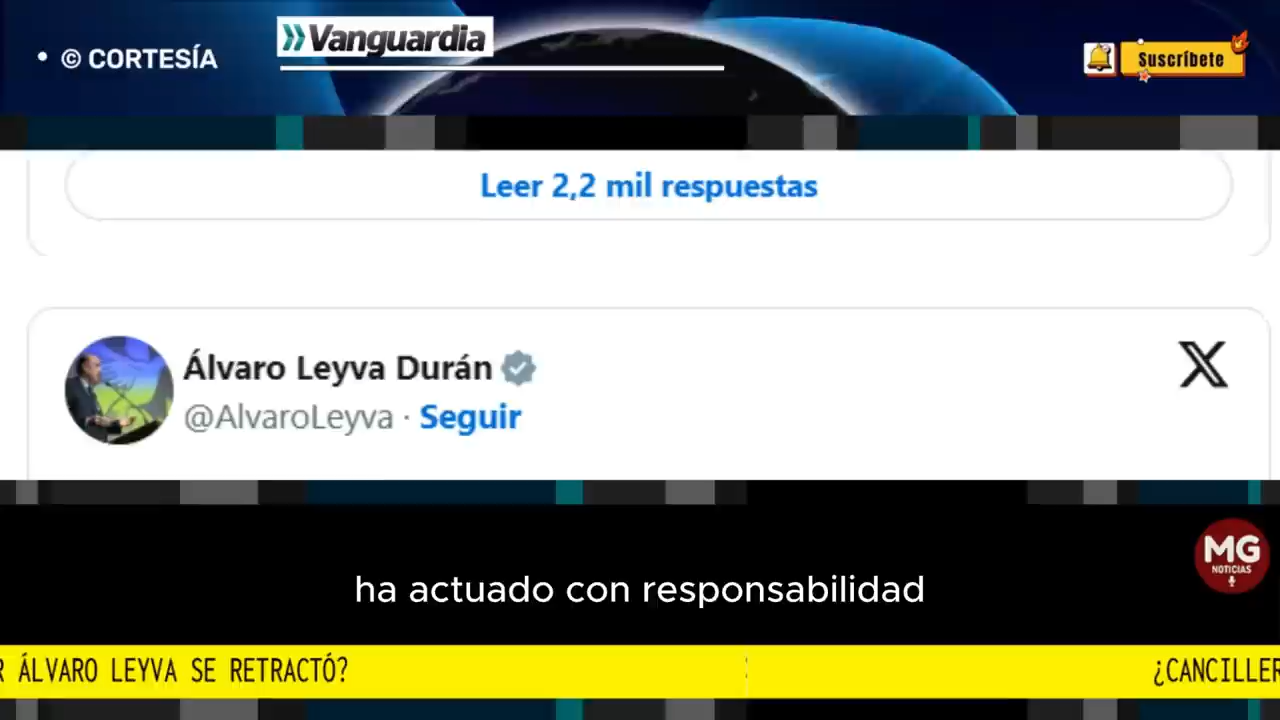 • © CORTESÍA
Vanguardia
Suscríbete
Leer 2,2 mil respuestas
Álvaro Leyva Durán
@AlvaroLeyva · Seguir
X
MG
NOTICIAS
ha actuado con responsabilidad
R ÁLVARO LEYVA SE RETRACTÓ? ¿CANCILLER